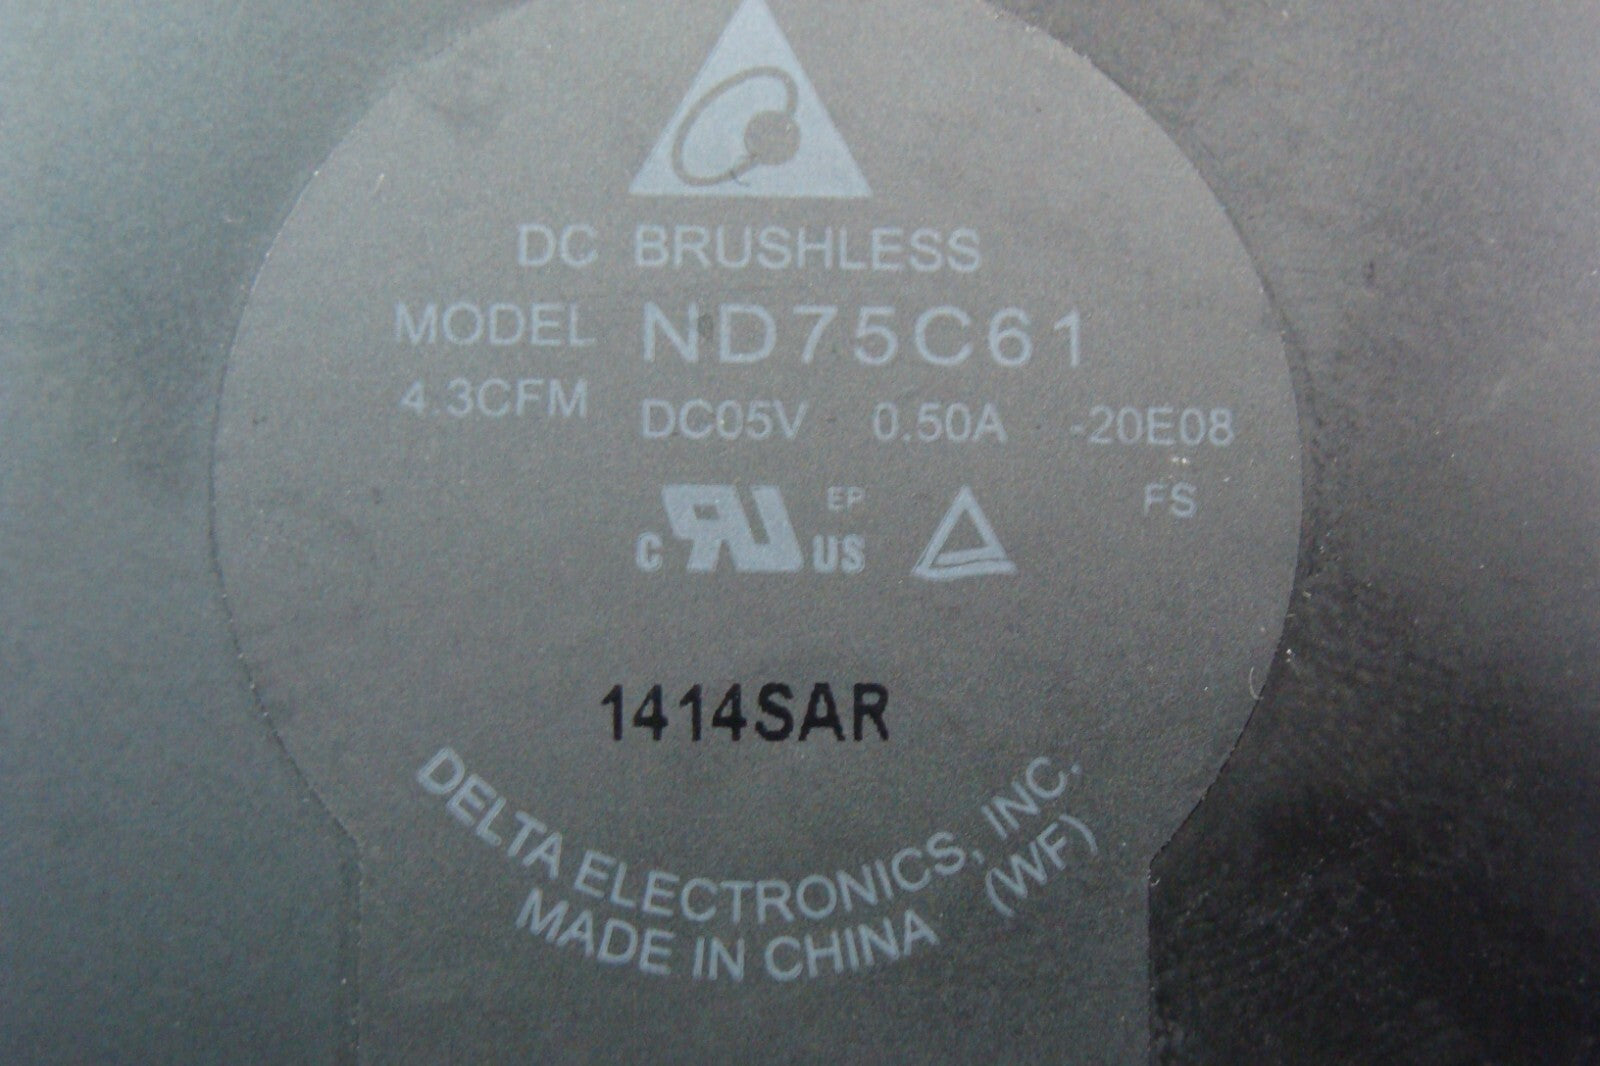 DC BRUSHLESS
MODEL ND75C61
4.3CFM DC05V 0.50A -20E08
C RU US EP FS
1414SAR
DELTA ELECTRONICS, INC.
MADE IN CHINA (WF)